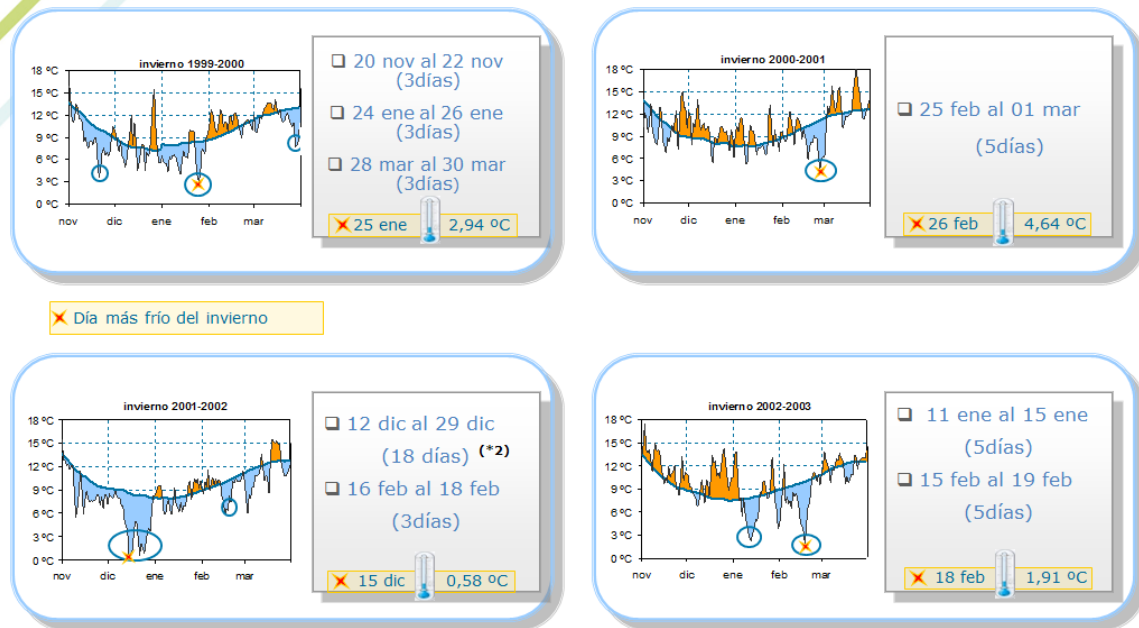 invierno 1999-2000
18 ºC
15 ºC
12 ºC
9 ºC
6 ºC
3 ºC
0 ºC
nov dic ene feb mar
20 nov al 22 nov
(3días)
24 ene al 26 ene
(3días)
28 mar al 30 mar
(3días)
25 ene 2,94 ºC
invierno 2000-2001
18 ºC
15 ºC
12 ºC
9 ºC
6 ºC
3 ºC
0 ºC
nov dic ene feb mar
25 feb al 01 mar
(5días)
26 feb 4,64 ºC
Día más frío del invierno
invierno 2001-2002
18 ºC
15 ºC
12 ºC
9 ºC
6 ºC
3 ºC
0 ºC
nov dic ene feb mar
12 dic al 29 dic
(18 días) (*2)
16 feb al 18 feb
(3días)
15 dic 0,58 ºC
invierno 2002-2003
18 ºC
15 ºC
12 ºC
9 ºC
6 ºC
3 ºC
0 ºC
nov dic ene feb mar
11 ene al 15 ene
(5días)
15 feb al 19 feb
(5días)
18 feb 1,91 ºC